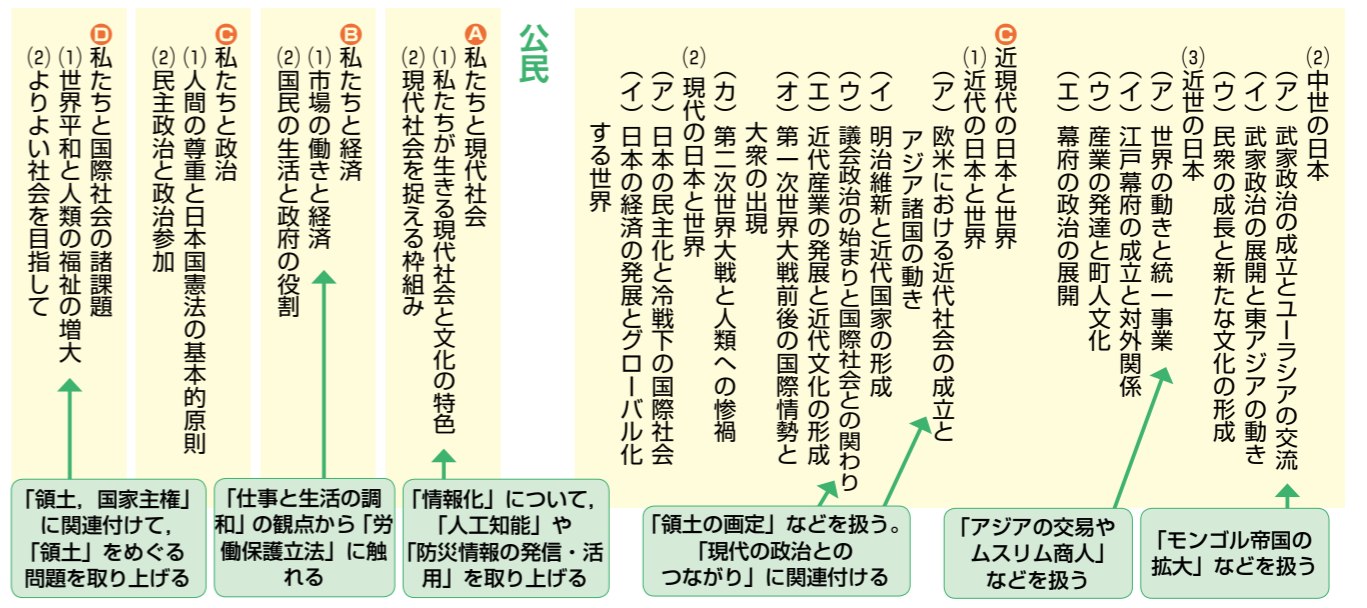 (2)中世の日本
(ア)武家政治の成立とユーラシアの交流
(イ)武家政治の展開と東アジアの動き
(ウ)民衆の成長と新たな文化の形成
(3)近世の日本
(ア)世界の動きと統一事業
(イ)江戸幕府の成立と対外関係
(ウ)産業の発達と町人文化
(エ)幕府の政治の展開
C 近現代の日本と世界
(1)近代の日本と世界
(ア)欧米における近代社会の成立と
アジア諸国の動き
(イ)明治維新と近代国家の形成
(ウ)議会政治の始まりと国際社会との関わり
(エ)近代産業の発展と近代文化の形成
(オ)第一次世界大戦前後の国際情勢と
大衆の出現
(カ)第二次世界大戦と人類への惨禍
(2)現代の日本と世界
(ア)日本の民主化と冷戦下の国際社会
(イ)日本の経済の発展とグローバル化
する世界
「モンゴル帝国の
拡大」などを扱う
「アジアの交易や
ムスリム商人」
などを扱う
「領土の画定」などを扱う。
「現代の政治との
つながり」に関連付ける
公民
A 私たちと現代社会
(1)私たちが生きる現代社会と文化の特色
(2)現代社会を捉える枠組み
B 私たちと経済
(1)市場の働きと経済
(2)国民の生活と政府の役割
C 私たちと政治
(1)人間の尊重と日本国憲法の基本的原則
(2)民主政治と政治参加
D 私たちと国際社会の諸課題
(1)世界平和と人類の福祉の増大
(2)よりよい社会を目指して
「情報化」について,
「人工知能」や
「防災情報の発信・活
用」を取り上げる
「仕事と生活の調
和」の観点から「労
働保護立法」に触
れる
「領土,国家主権」
に関連付けて,
「領土」をめぐる
問題を取り上げる